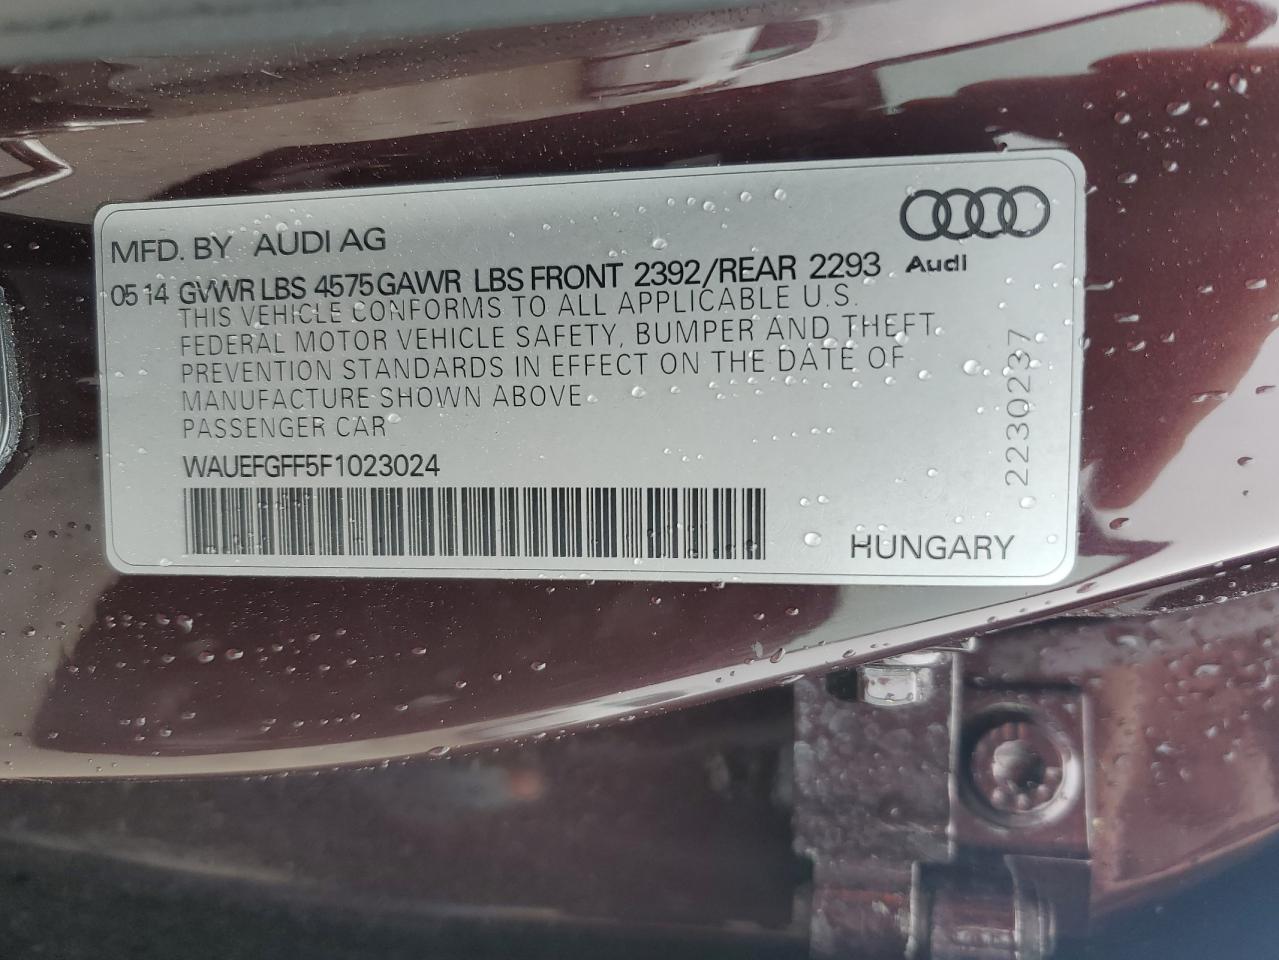 MFD. BY AUDI AG
Audi
05 14 GVWR LBS 4575 GAWR LBS FRONT 2392/REAR 2293
THIS VEHICLE CONFORMS TO ALL APPLICABLE U.S.
FEDERAL MOTOR VEHICLE SAFETY, BUMPER AND THEFT
PREVENTION STANDARDS IN EFFECT ON THE DATE OF
MANUFACTURE SHOWN ABOVE.
PASSENGER CAR
WAUEFGFF5F1023024
HUNGARY
2230237